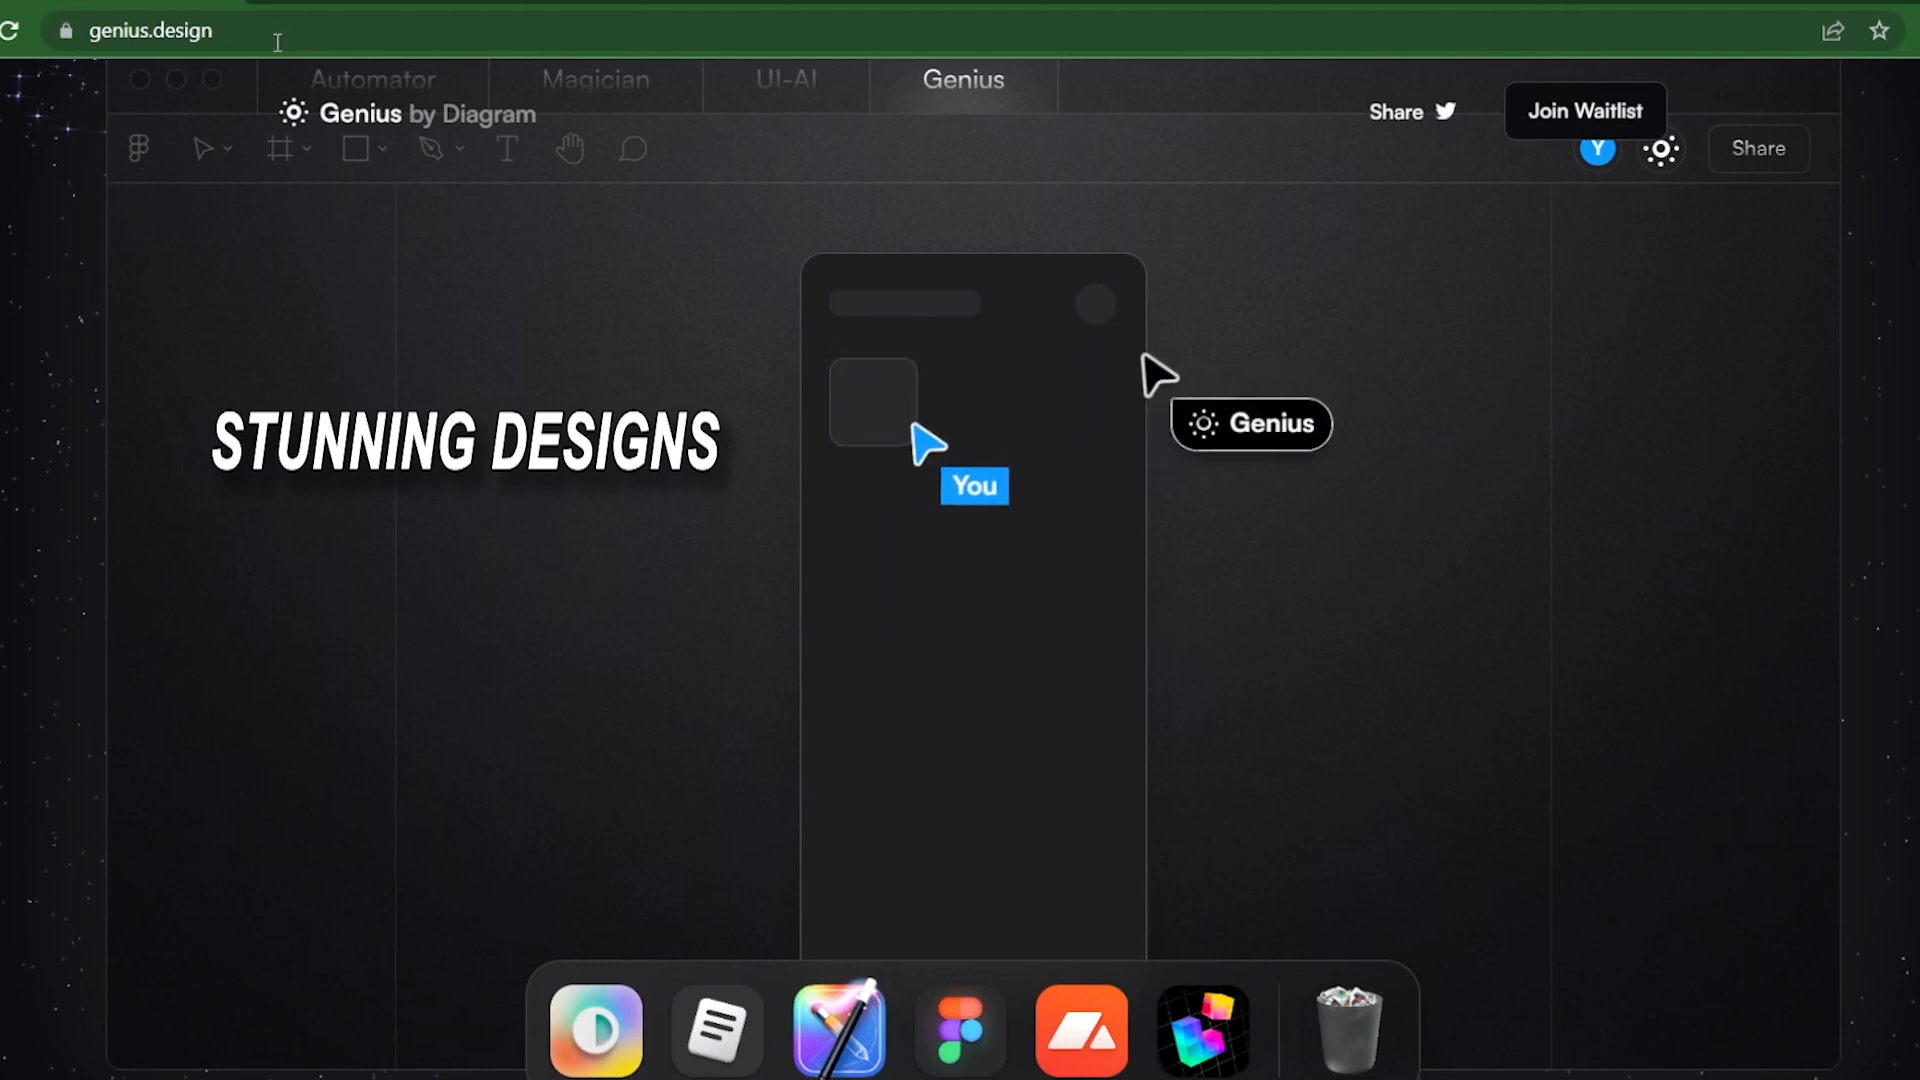 genius.design
Automator
Magician
UI-AI
Genius
Genius by Diagram
Share
Join Waitlist
Y
Share
STUNNING DESIGNS
Genius
You